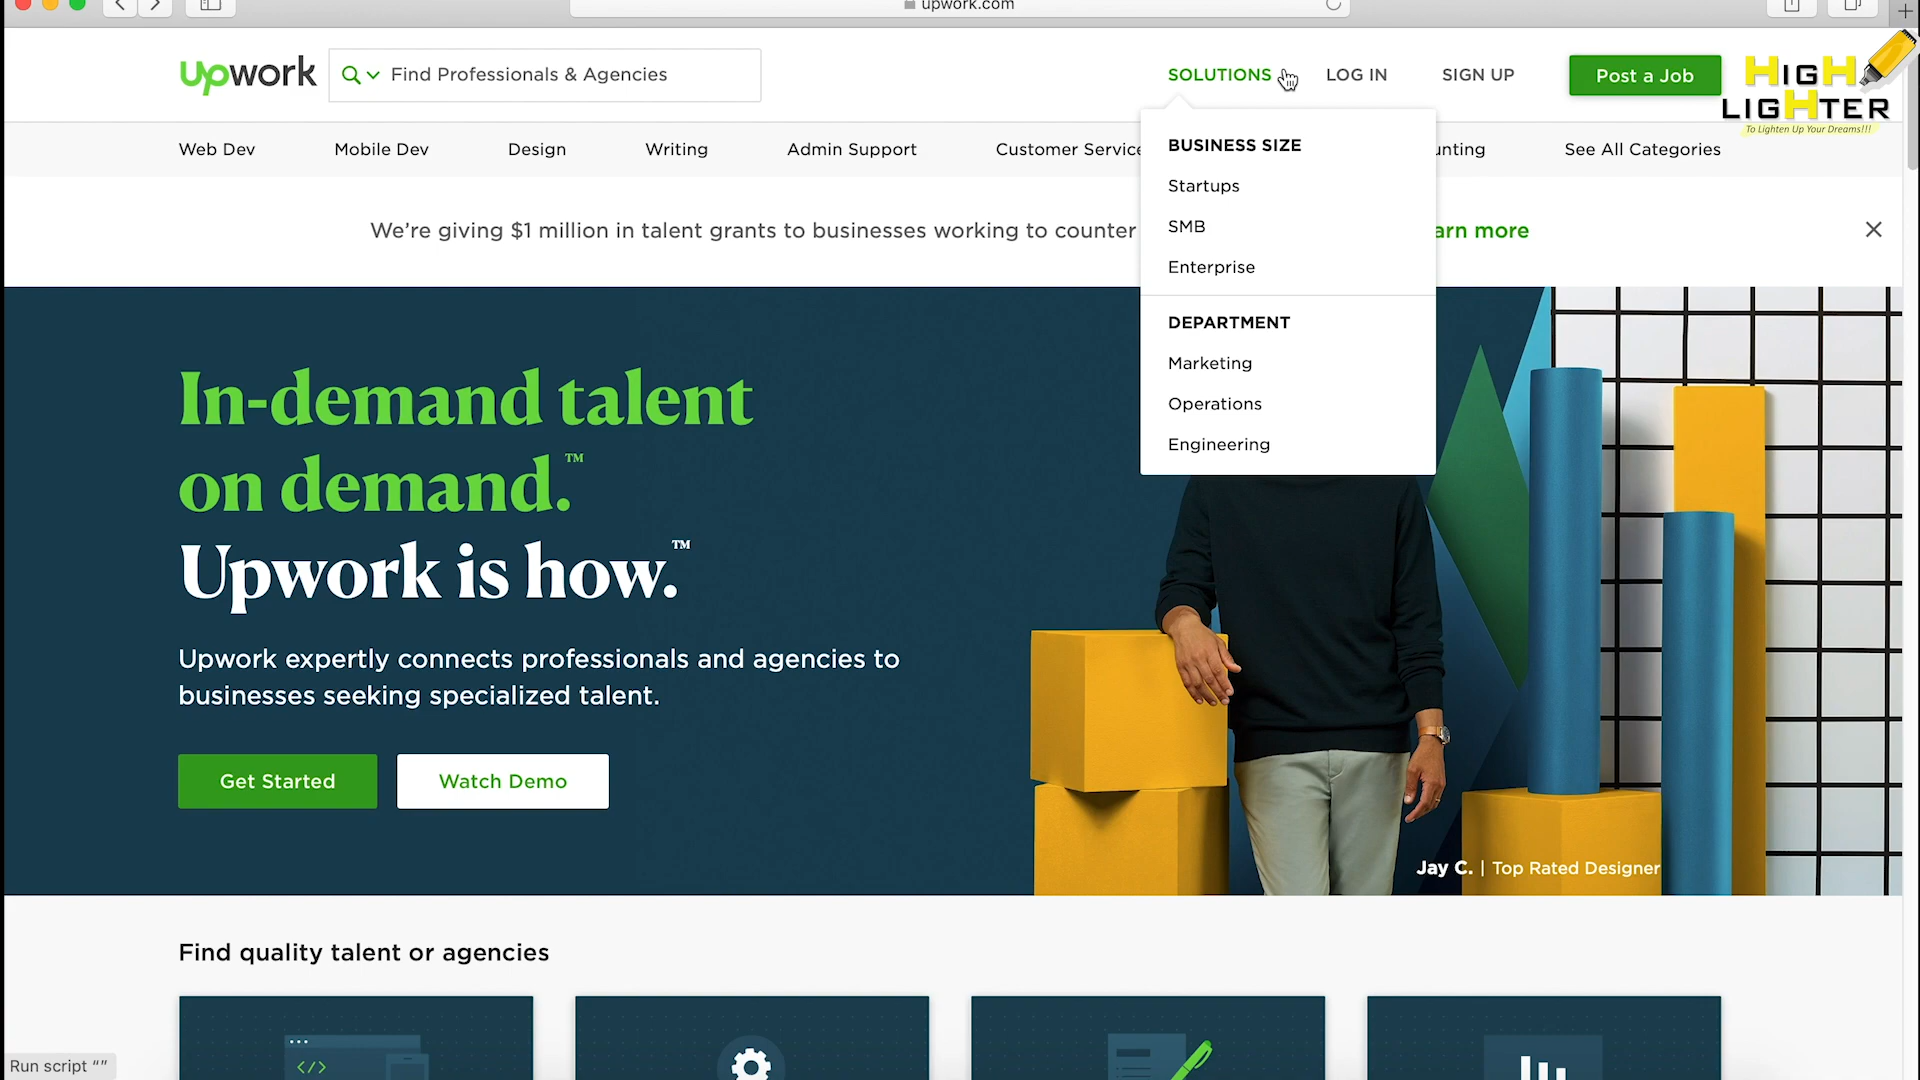 upwork.com
upwork
Find Professionals & Agencies
SOLUTIONS
LOG IN
SIGN UP
Post a Job
HIGH
LIGHTER
To Lighten Up Your Dreams!!!
Web Dev
Mobile Dev
Design
Writing
Admin Support
Customer Service
unting
See All Categories
BUSINESS SIZE
Startups
SMB
Enterprise
DEPARTMENT
Marketing
Operations
Engineering
We're giving $1 million in talent grants to businesses working to counter
arn more
In-demand talent
on demand.™
Upwork is how.™
Upwork expertly connects professionals and agencies to
businesses seeking specialized talent.
Get Started
Watch Demo
Jay C. | Top Rated Designer
Find quality talent or agencies
</>
Run script “”